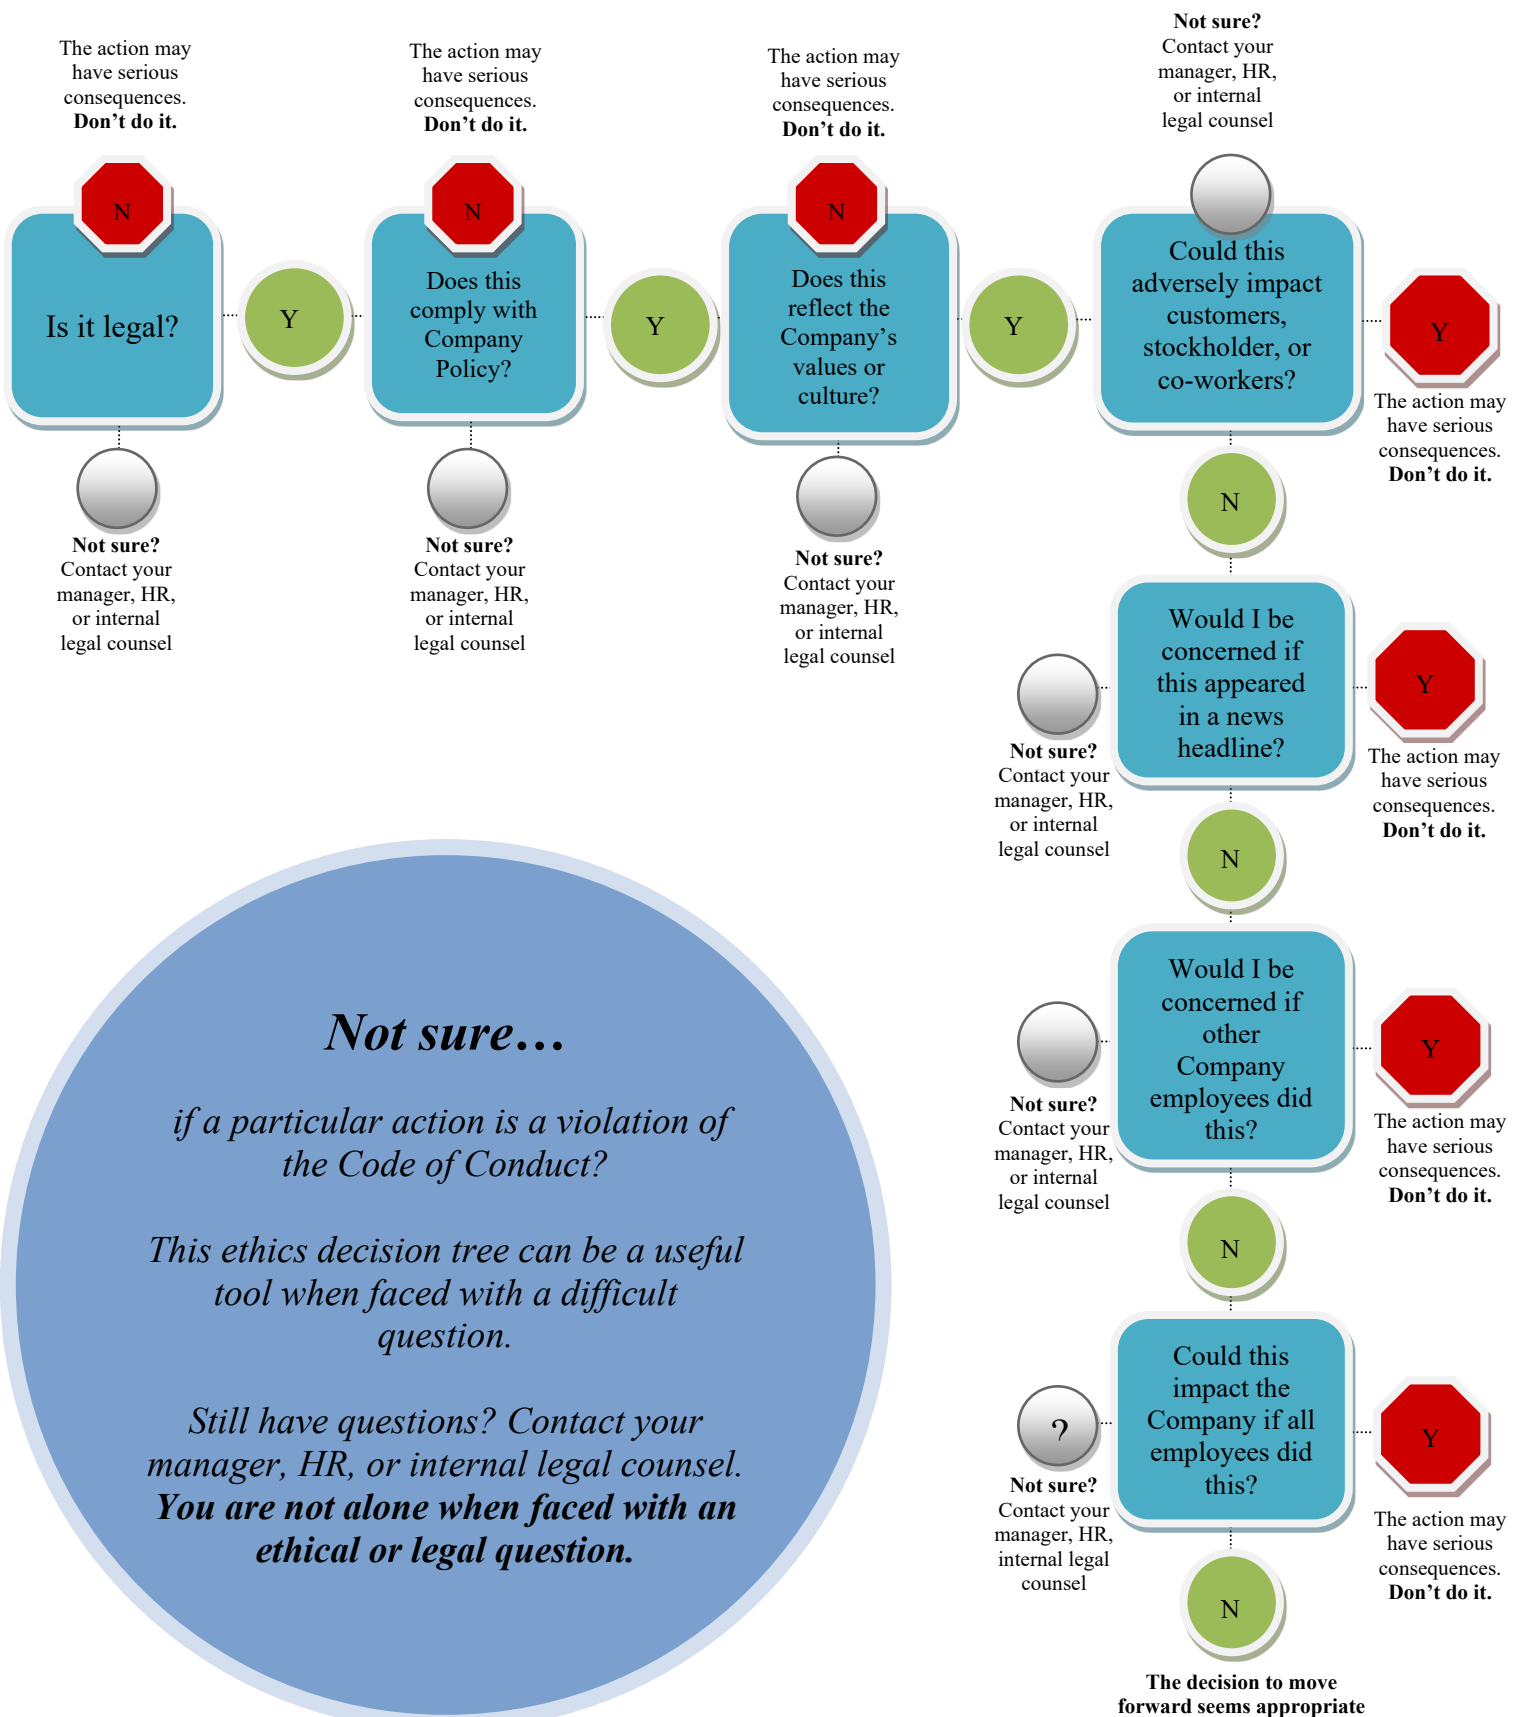 The action may
have serious
consequences.
Don't do it.
N
Is it legal?
Not sure?
Contact your
manager, HR,
or internal
legal counsel
Y
The action may
have serious
consequences.
Don't do it.
N
Does this
comply with
Company
Policy?
Not sure?
Contact your
manager, HR,
or internal
legal counsel
Y
The action may
have serious
consequences.
Don't do it.
N
Does this
reflect the
Company's
values or
culture?
Not sure?
Contact your
manager, HR,
or internal
legal counsel
Y
Not sure?
Contact your
manager, HR,
or internal
legal counsel
Could this
adversely impact
customers,
stockholder, or
co-workers?
Y
The action may
have serious
consequences.
Don't do it.
N
Would I be
concerned if
this appeared
in a news
headline?
Not sure?
Contact your
manager, HR,
or internal
legal counsel
Y
The action may
have serious
consequences.
Don't do it.
N
Would I be
concerned if
other
Company
employees did
this?
Not sure?
Contact your
manager, HR,
or internal
legal counsel
Y
The action may
have serious
consequences.
Don't do it.
N
Could this
impact the
Company if all
employees did
this?
?
Not sure?
Contact your
manager, HR,
internal legal
counsel
Y
The action may
have serious
consequences.
Don't do it.
N
The decision to move
forward seems appropriate
Not sure…
if a particular action is a violation of
the Code of Conduct?
This ethics decision tree can be a useful
tool when faced with a difficult
question.
Still have questions? Contact your
manager, HR, or internal legal counsel.
You are not alone when faced with an
ethical or legal question.